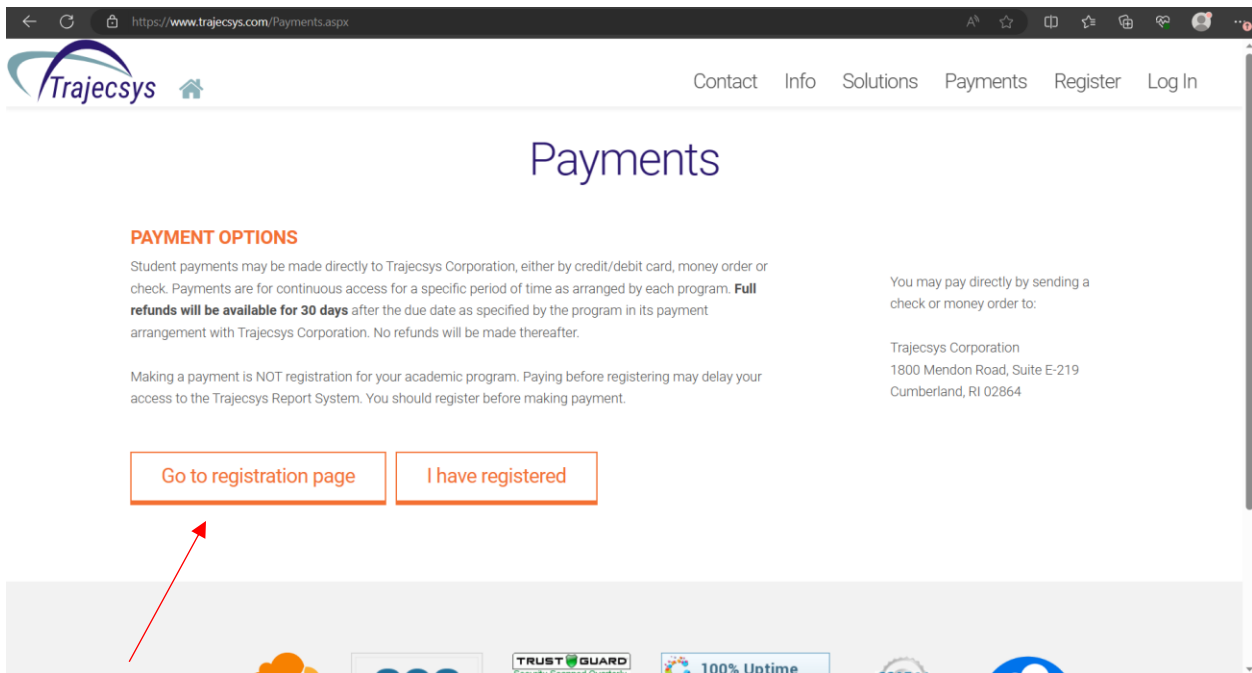 https://www.trajecsys.com/Payments.aspx
Trajecsys
Contact Info Solutions Payments Register Log In
Payments
PAYMENT OPTIONS
Student payments may be made directly to Trajecsys Corporation, either by credit/debit card, money order or
check. Payments are for continuous access for a specific period of time as arranged by each program. Full
refunds will be available for 30 days after the due date as specified by the program in its payment
arrangement with Trajecsys Corporation. No refunds will be made thereafter.
Making a payment is NOT registration for your academic program. Paying before registering may delay your
access to the Trajecsys Report System. You should register before making payment.
You may pay directly by sending a
check or money order to:
Trajecsys Corporation
1800 Mendon Road, Suite E-219
Cumberland, RI 02864
Go to registration page
I have registered
TRUST GUARD
100% Uptime